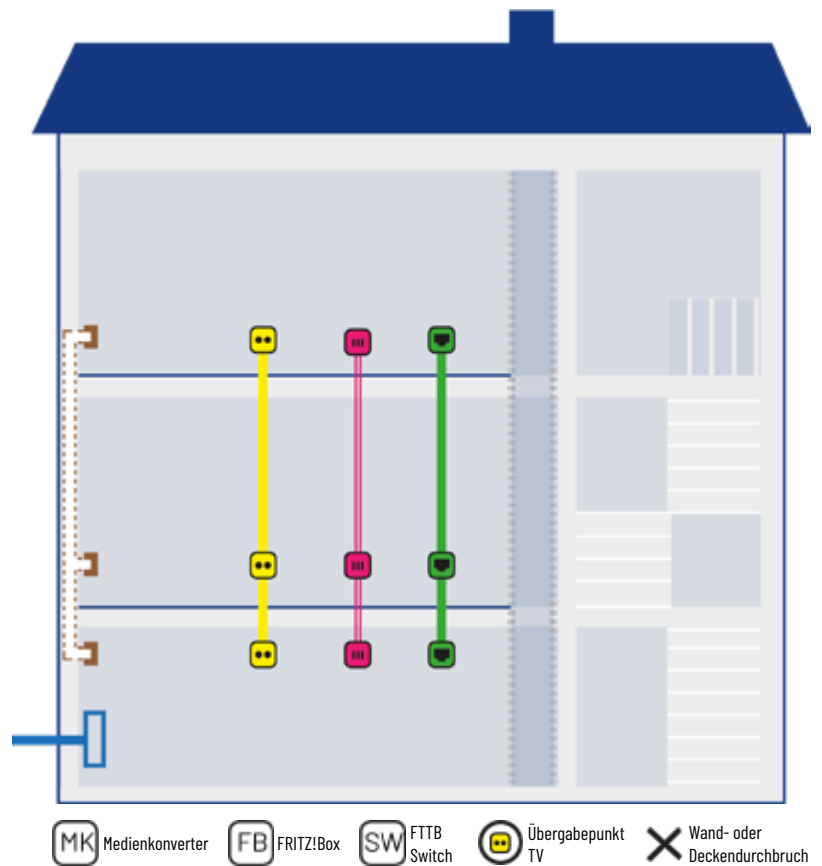 MK Medienkonverter
FB FRITZ!Box
SW FTTB
Switch
Übergabepunkt
TV
Wand- oder
Deckendurchbruch